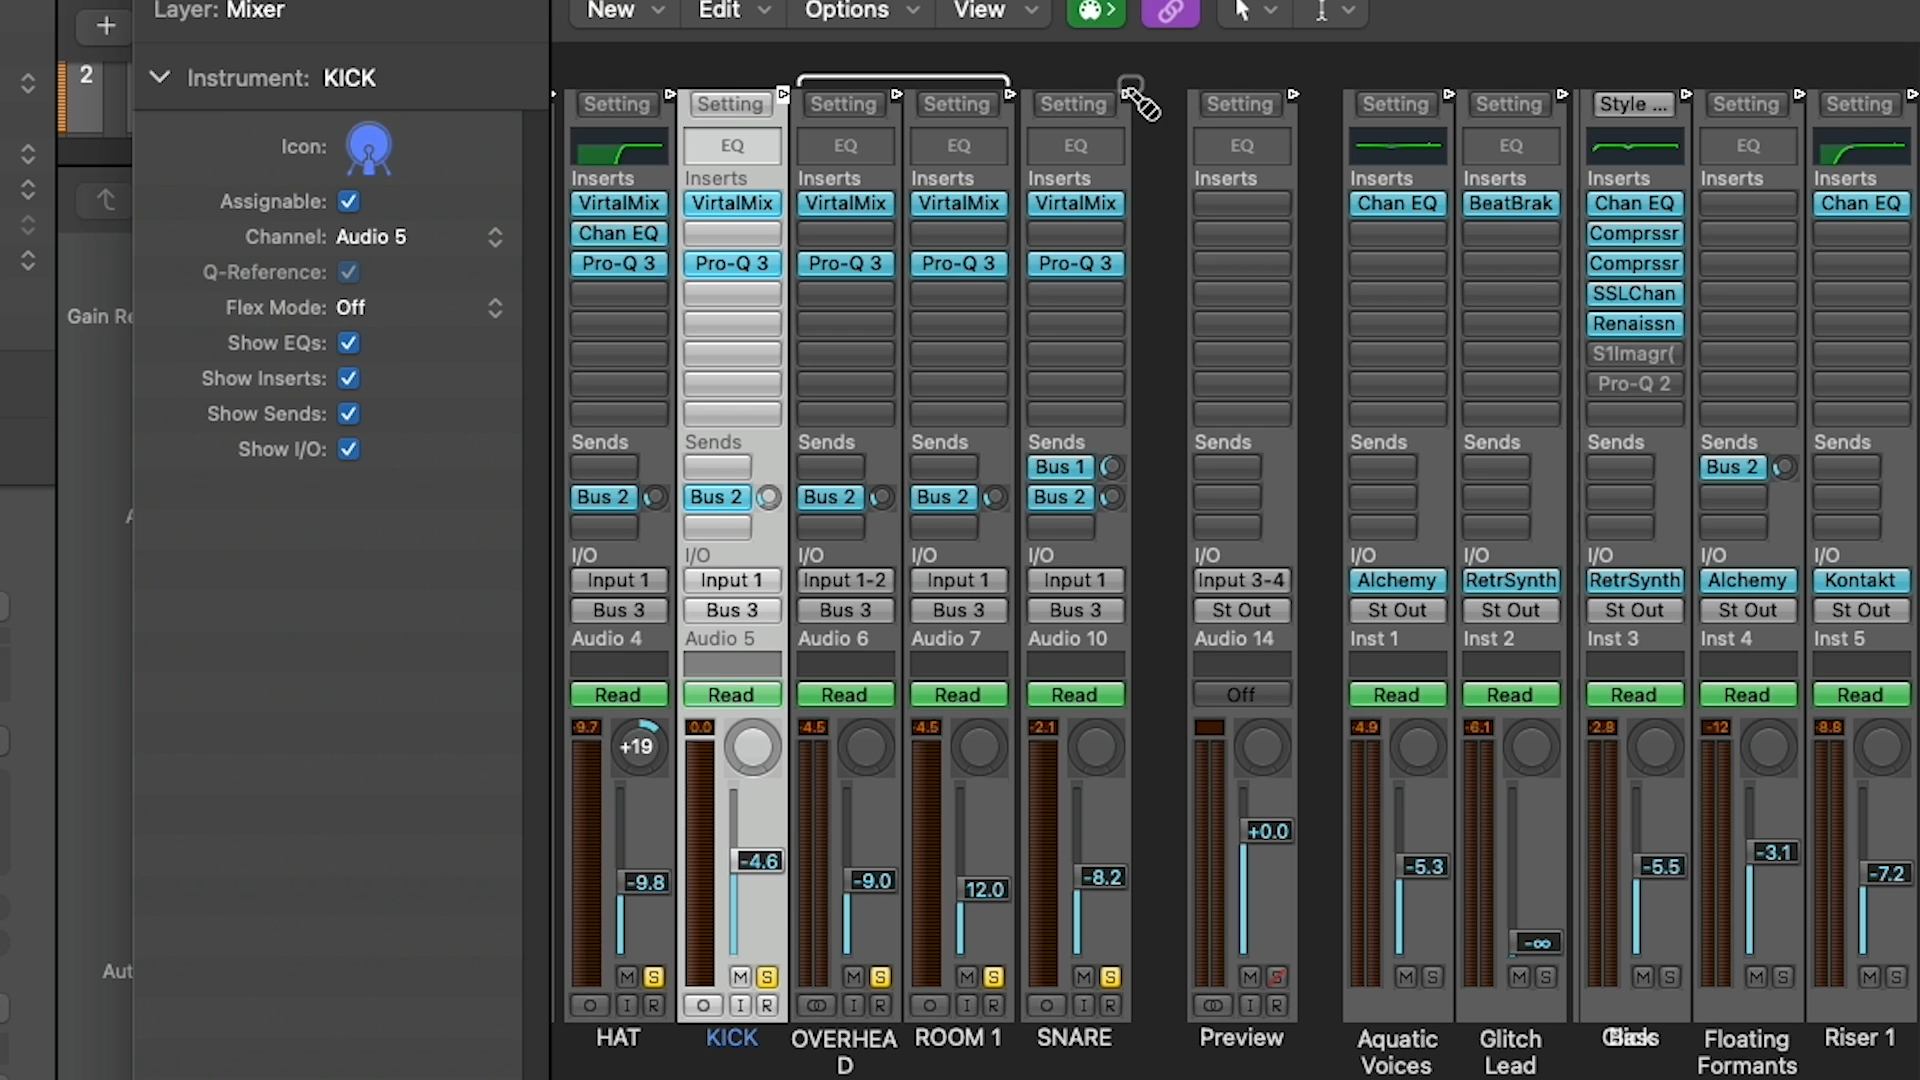 Layer: Mixer
New Edit Options View
2
Instrument: KICK
Icon:
Assignable:
Channel: Audio 5
Q-Reference:
Flex Mode: Off
Show EQs:
Show Inserts:
Show Sends:
Show I/O:
Gain Re
Aut
Setting Setting Setting Setting Setting Setting Setting Setting Style ... Setting Setting
EQ EQ EQ EQ EQ EQ EQ
Inserts Inserts Inserts Inserts Inserts Inserts Inserts Inserts Inserts Inserts Inserts
VirtalMix VirtalMix VirtalMix VirtalMix VirtalMix Chan EQ BeatBrak Chan EQ Chan EQ
Chan EQ Comprssr
Pro-Q 3 Pro-Q 3 Pro-Q 3 Pro-Q 3 Pro-Q 3 Comprssr
SSLChan
Renaissn
S1Imagr(
Pro-Q 2
Sends Sends Sends Sends Sends Sends Sends Sends Sends Sends Sends
Bus 1 Bus 2
Bus 2 Bus 2 Bus 2 Bus 2 Bus 2
I/O I/O I/O I/O I/O I/O I/O I/O I/O I/O I/O
Input 1 Input 1 Input 1-2 Input 1 Input 1 Input 3-4 Alchemy RetrSynth RetrSynth Alchemy Kontakt
Bus 3 Bus 3 Bus 3 Bus 3 Bus 3 St Out St Out St Out St Out St Out St Out
Audio 4 Audio 5 Audio 6 Audio 7 Audio 10 Audio 14 Inst 1 Inst 2 Inst 3 Inst 4 Inst 5
Read Read Read Read Read Off Read Read Read Read Read
-9.7 0.0 -4.5 -4.5 -2.1 -4.9 -6.1 -2.8 -12 -8.8
+19
-9.8 -4.6 -9.0 12.0 -8.2 +0.0 -5.3 -∞ -5.5 -3.1 -7.2
M S M S M S M S M S M S M S M S M S M S M S
I R I R I R I R I R I R
HAT KICK OVERHEA ROOM 1 SNARE Preview Aquatic Glitch Floating Riser 1
D Voices Lead Formants